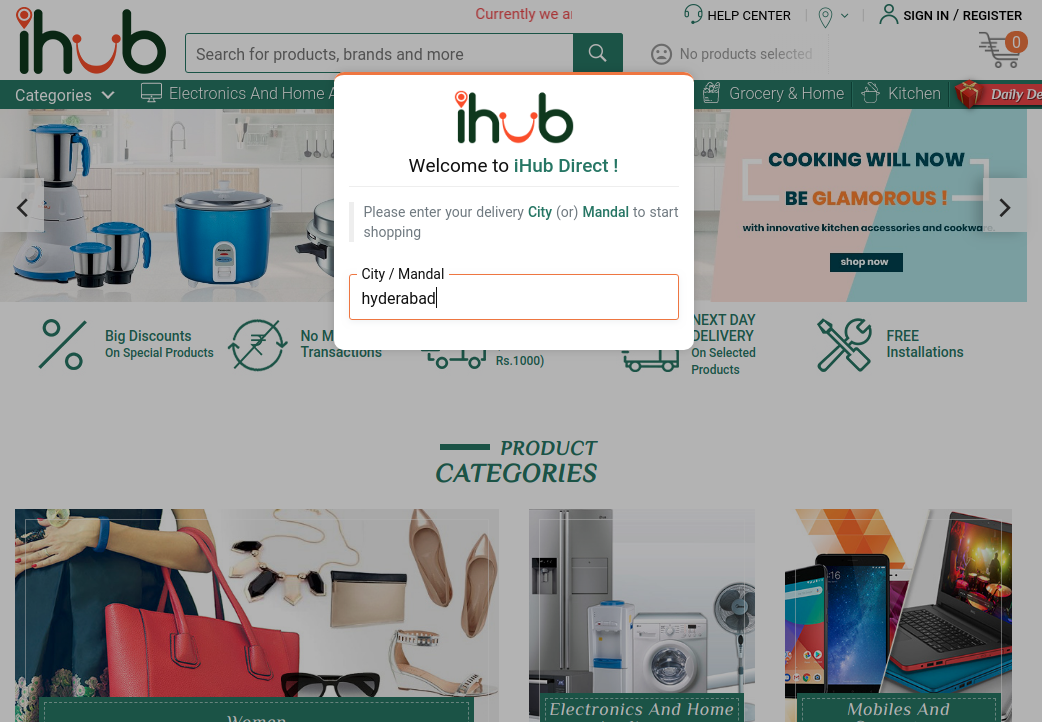 Currently we a
HELP CENTER
SIGN IN / REGISTER
ihub
Search for products, brands and more
No products selected
0
Categories
Electronics And Home A
Grocery & Home
Kitchen
Daily De
ihub
Welcome to iHub Direct !
Please enter your delivery City (or) Mandal to start
shopping
City / Mandal
hyderabad
COOKING WILL NOW
BE GLAMOROUS !
with innovative kitchen accessories and cookware.
shop now
Big Discounts
On Special Products
No M
Transactions
Rs.1000)
NEXT DAY
DELIVERY
On Selected
Products
FREE
Installations
PRODUCT
CATEGORIES
16
Women
Electronics And Home
Mobiles And